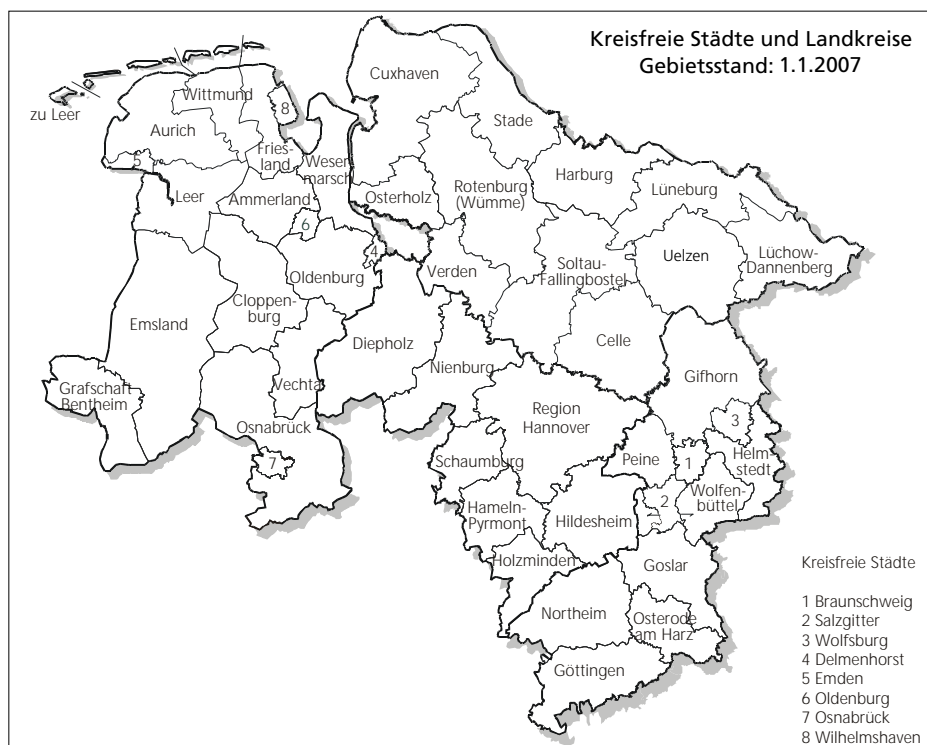 Kreisfreie Städte und Landkreise
Gebietsstand: 1.1.2007
zu Leer
Wittmund
Aurich
8
5
Fries-
land
Weser
marsch
Leer
Ammerland
6
Oldenburg
4
Cuxhaven
Stade
Osterholz
Rotenburg
(Wümme)
Harburg
Lüneburg
Uelzen
Lüchow-
Dannenberg
Verden
Soltau-
Fallingbostel
Celle
Cloppen-
burg
Emsland
Diepholz
Nienburg
Vechta
Grafschaft
Bentheim
Osnabrück
7
Gifhorn
3
Region
Hannover
Schaumburg
Peine
1
Helm-
stedt
2
Wolfen-
büttel
Hameln-
Pyrmont
Hildesheim
Holzminden
Goslar
Northeim
Osterode
am Harz
Göttingen
Kreisfreie Städte
1 Braunschweig
2 Salzgitter
3 Wolfsburg
4 Delmenhorst
5 Emden
6 Oldenburg
7 Osnabrück
8 Wilhelmshaven